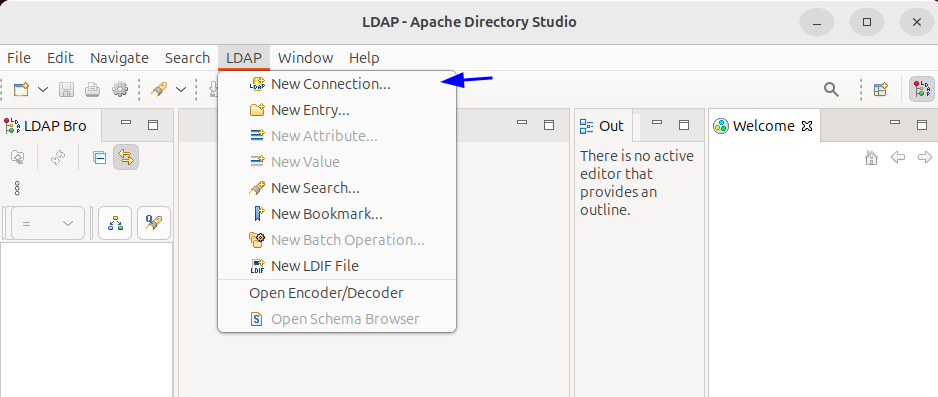 LDAP - Apache Directory Studio
File Edit Navigate Search LDAP Window Help
New Connection...
New Entry...
New Attribute...
New Value
New Search...
New Bookmark...
New Batch Operation...
New LDIF File
Open Encoder/Decoder
Open Schema Browser
LDAP Bro
=
Out
There is no active
editor that
provides an
outline.
Welcome